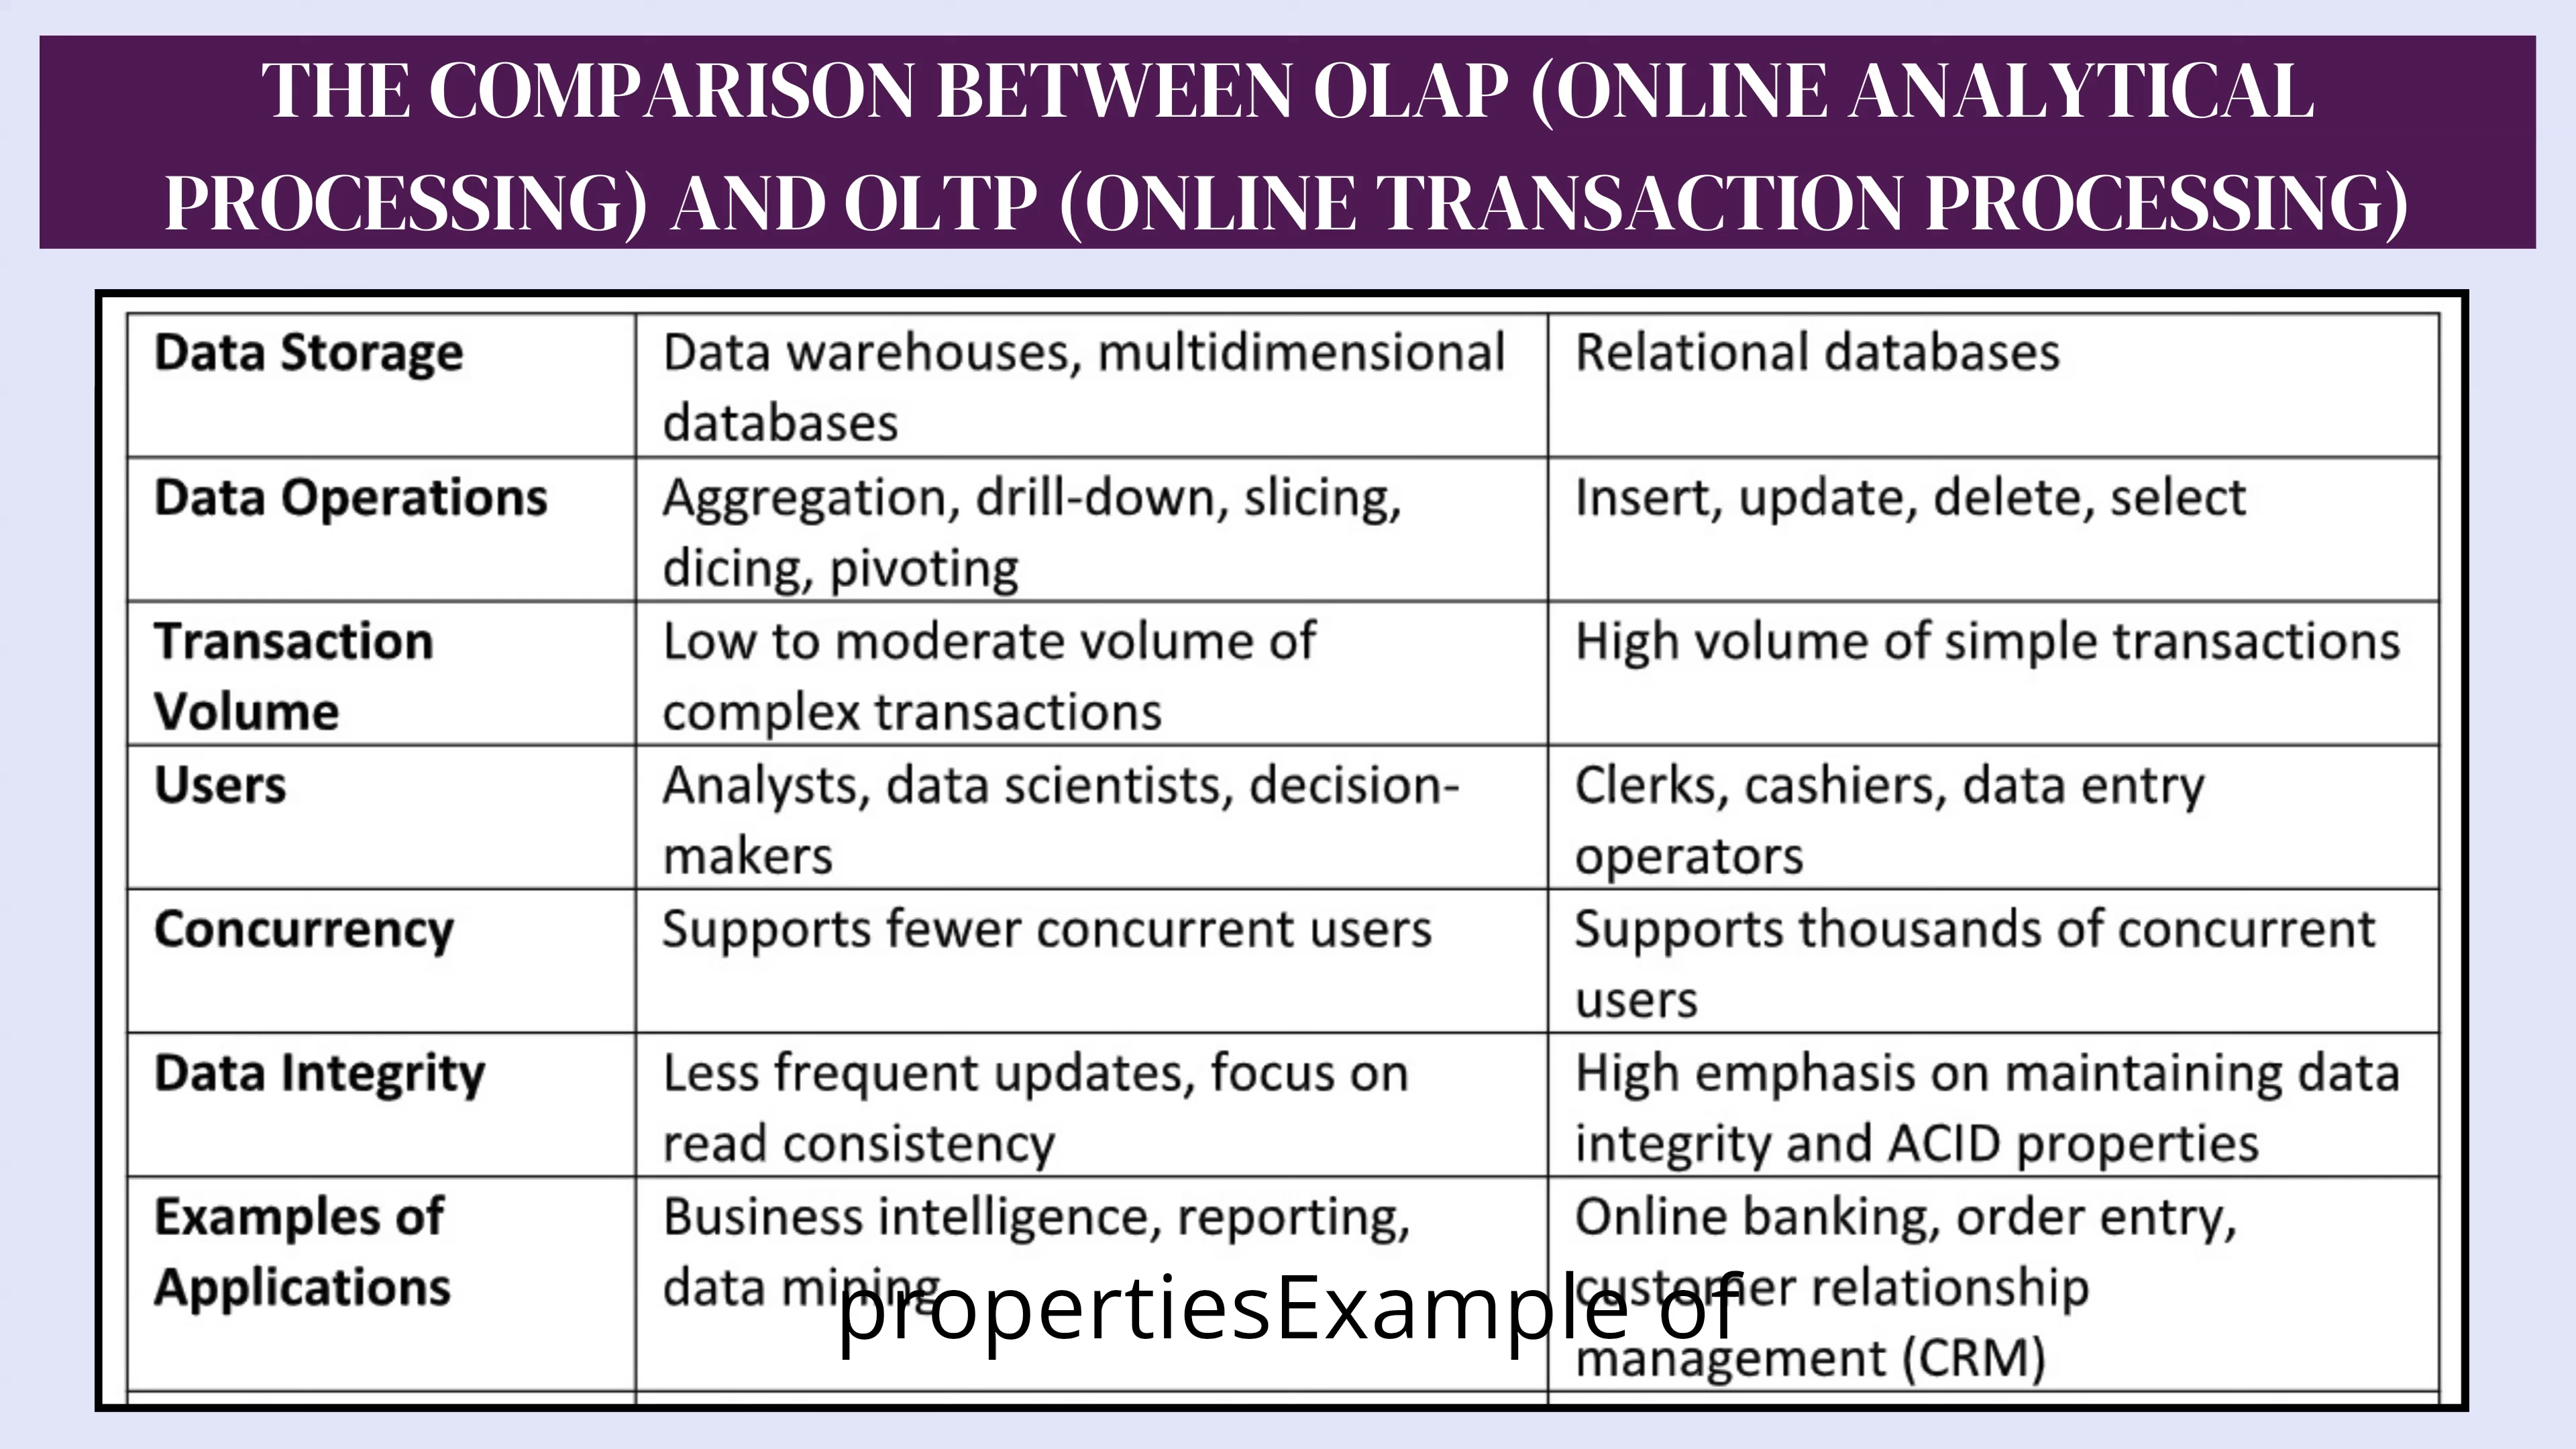 THE COMPARISON BETWEEN OLAP (ONLINE ANALYTICAL
PROCESSING) AND OLTP (ONLINE TRANSACTION PROCESSING)
Data Storage
Data warehouses, multidimensional
databases
Relational databases
Data Operations
Aggregation, drill-down, slicing,
dicing, pivoting
Insert, update, delete, select
Transaction
Volume
Low to moderate volume of
complex transactions
High volume of simple transactions
Users
Analysts, data scientists, decision-
makers
Clerks, cashiers, data entry
operators
Concurrency
Supports fewer concurrent users
Supports thousands of concurrent
users
Data Integrity
Less frequent updates, focus on
read consistency
High emphasis on maintaining data
integrity and ACID properties
Examples of
Applications
Business intelligence, reporting,
data mining
Online banking, order entry,
customer relationship
management (CRM)
propertiesExample of